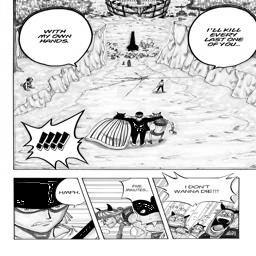 WITH
MY OWN
HANDS.
I'LL KILL
EVERY
LAST ONE
OF YOU..
!!!!
HMPH.
FIVE
MINUTES...
I DON'T
WANNA DIE!!!